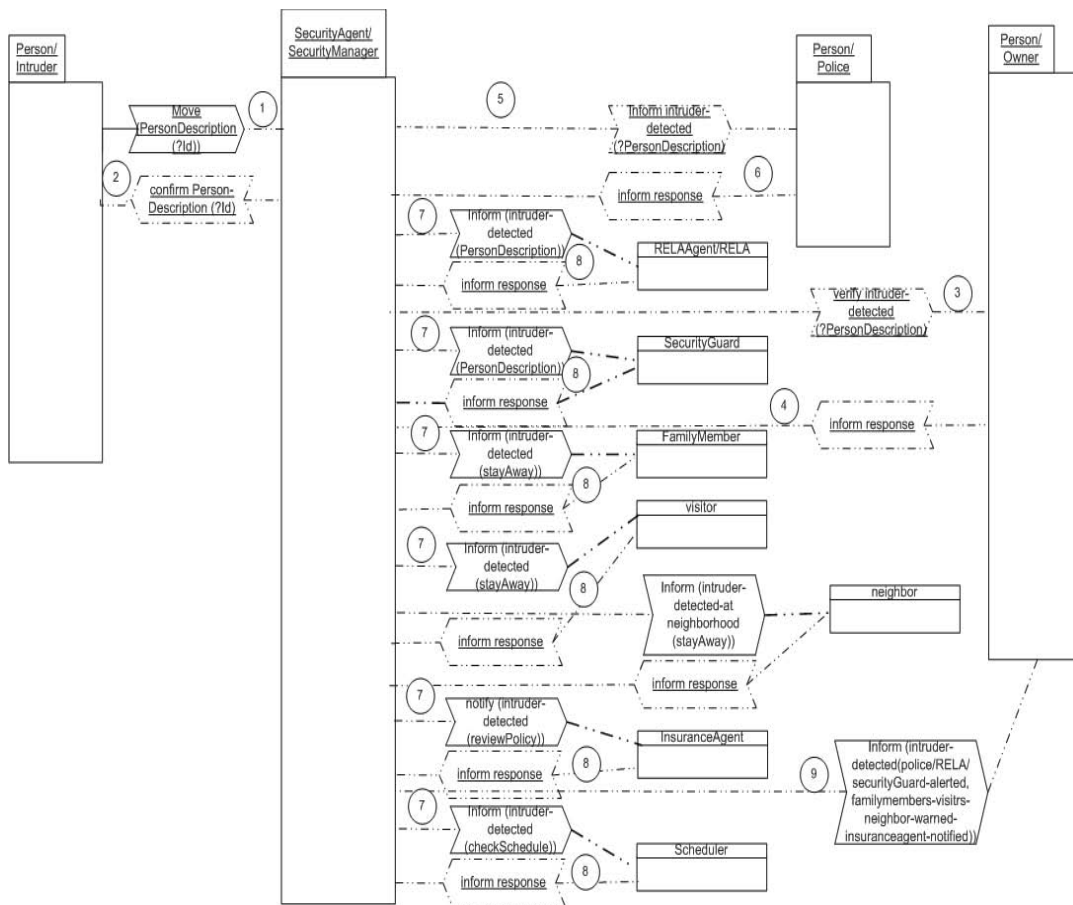 Person/
Intruder
SecurityAgent/
SecurityManager
Person/
Police
Person/
Owner
Move
(PersonDescription
(?Id))
1
5
Inform intruder-
detected
(?PersonDescription)
2
confirm Person-
Description (?Id)
inform response
6
7
Inform (intruder-
detected
(PersonDescription))
8
RELAAgent/RELA
inform response
verify intruder-
detected
(?PersonDescription)
3
7
Inform (intruder-
detected
(PersonDescription))
8
SecurityGuard
inform response
4
inform response
7
Inform (intruder-
detected
(stayAway))
FamilyMember
8
inform response
visitor
7
Inform (intruder-
detected
(stayAway))
8
Inform (intruder-
detected-at
neighborhood
(stayAway))
neighbor
inform response
inform response
7
notify (intruder-
detected
(reviewPolicy))
InsuranceAgent
8
inform response
9
Inform (intruder-
detected(police/RELA/
securityGuard-alerted,
familymembers-visitrs-
neighbor-warned-
insuranceagent-notified))
7
Inform (intruder-
detected
(checkSchedule))
Scheduler
8
inform response